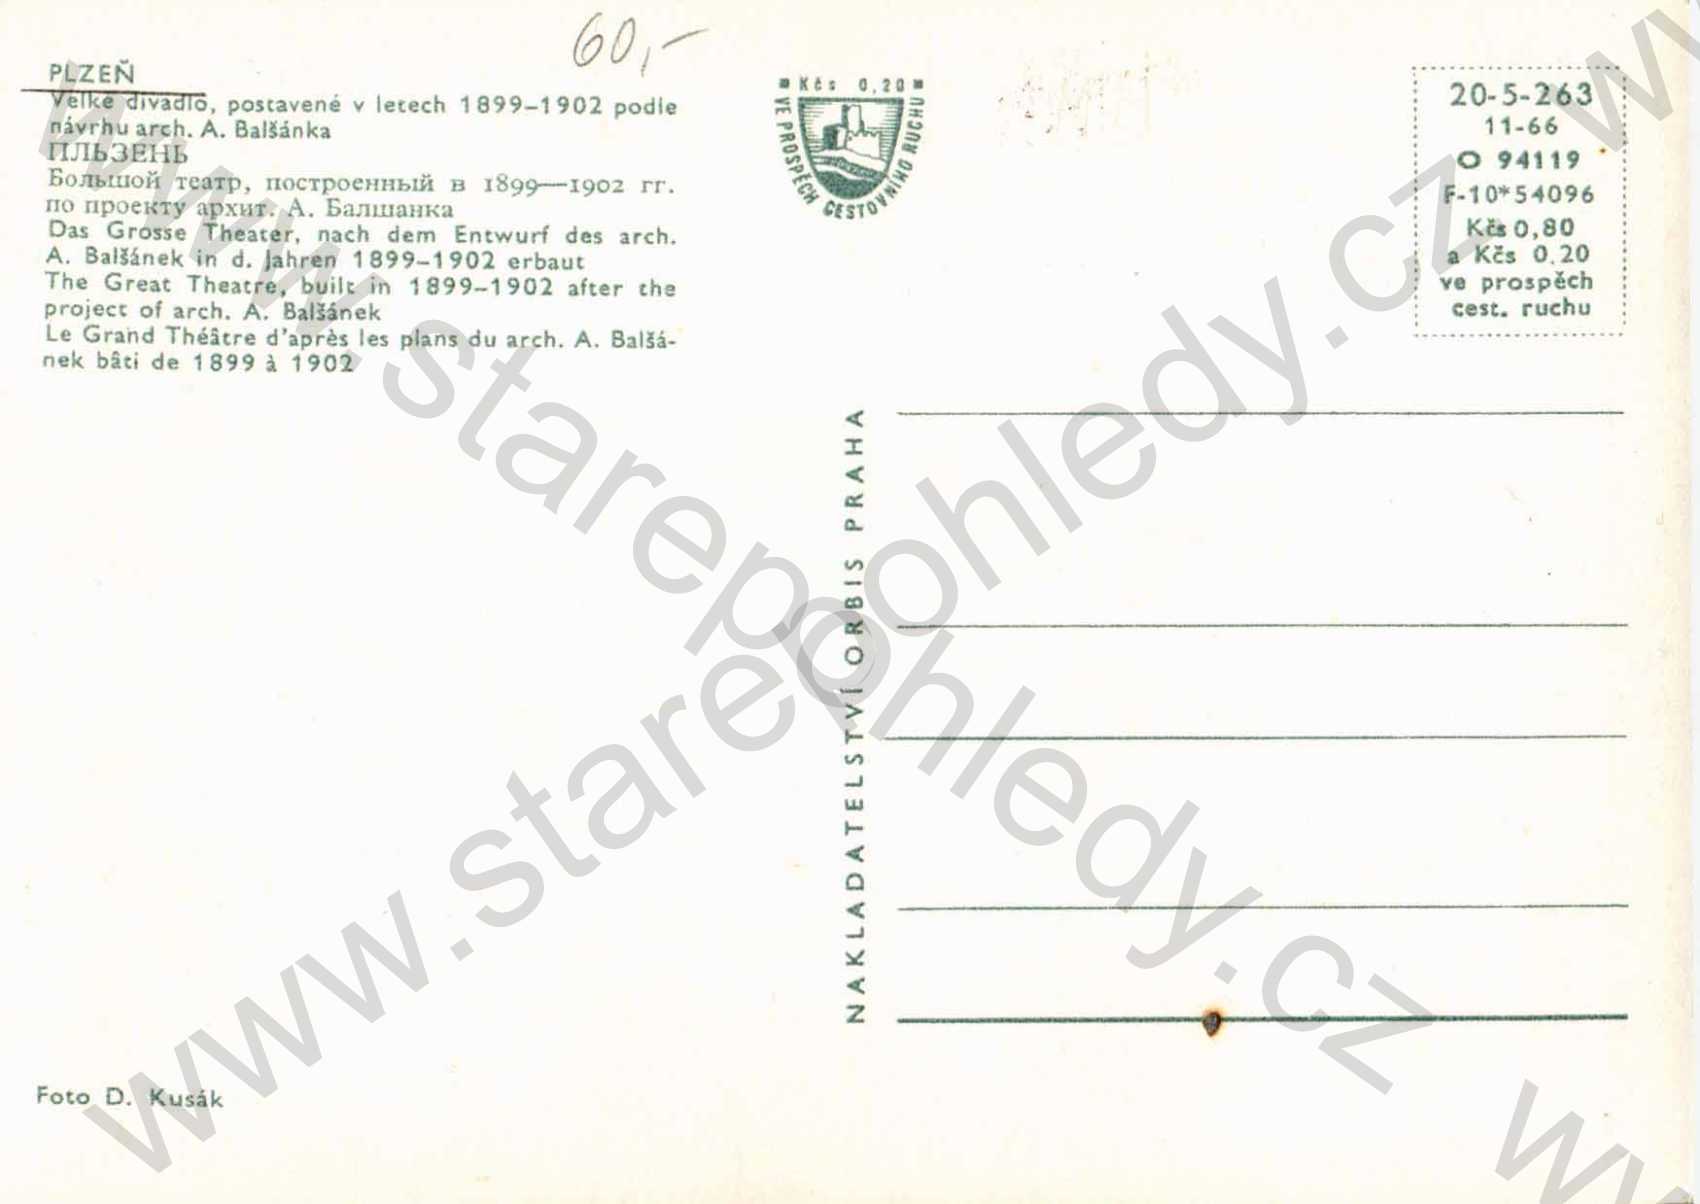 60,-
PLZEŇ
Velké divadlo, postavené v letech 1899–1902 podle
návrhu arch. A. Balšánka
ПЛЬЗЕНЬ
Большой театр, построенный в 1899—1902 гг.
по проекту архит. А. Балшанка
Das Grosse Theater, nach dem Entwurf des arch.
A. Balšánek in d. Jahren 1899–1902 erbaut
The Great Theatre, built in 1899–1902 after the
project of arch. A. Balšánek
Le Grand Théâtre d'après les plans du arch. A. Balšá-
nek bâti de 1899 à 1902
Kčs 0,20
VE PROSPĚCH CESTOVNÍHO RUCHU
20-5-263
11-66
O 94119
F-10*54096
Kčs 0,80
a Kčs 0.20
ve prospěch
cest. ruchu
NAKLADATELSTVÍ ORBIS PRAHA
Foto D. Kusák
www.starepohledy.cz
www.starepohledy.cz